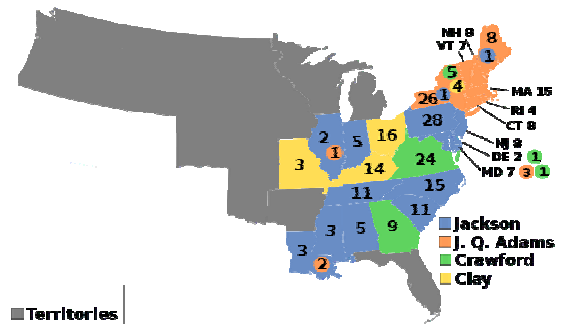 NH 8
8
VT 7
1
5
4
MA 15
26
1
RI 4
28
CT 8
NJ 8
2
5
16
DE 2
1
1
24
MD 7
3
1
3
14
11
15
11
3
5
9
3
2
Jackson
J. Q. Adams
Crawford
Clay
Territories